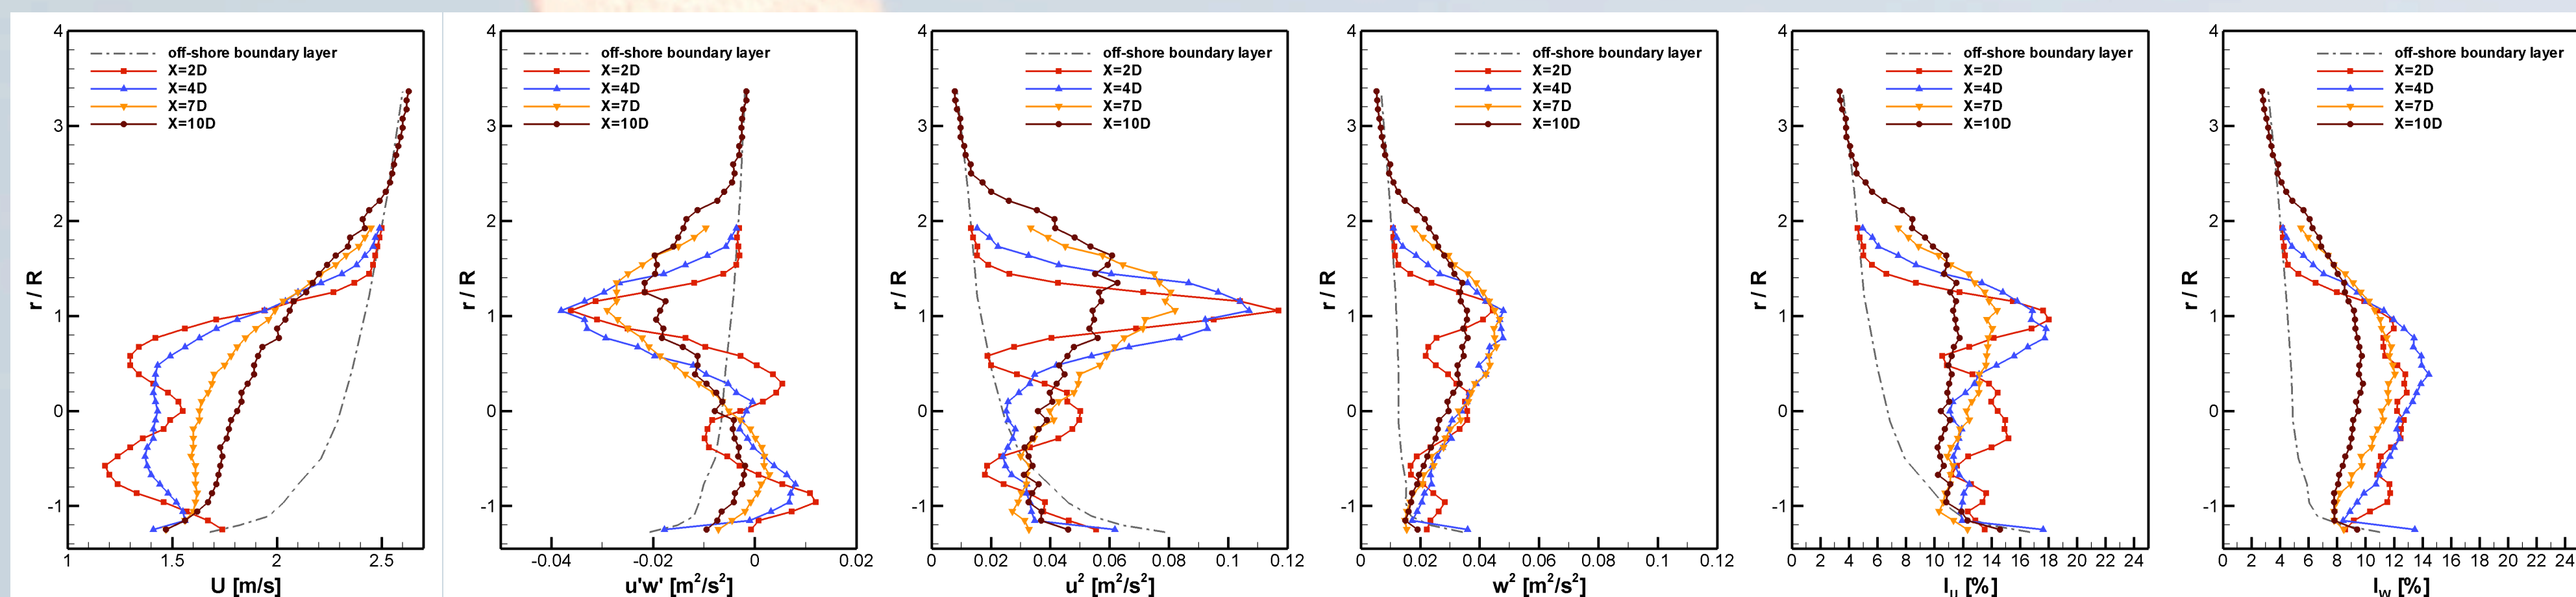 4
3
2
1
0
-1
r / R
off-shore boundary layer
X=2D
X=4D
X=7D
X=10D
1 1.5 2 2.5
U [m/s]
4
3
2
1
0
-1
r / R
off-shore boundary layer
X=2D
X=4D
X=7D
X=10D
-0.04 -0.02 0 0.02
u'w' [m²/s²]
4
3
2
1
0
-1
r / R
off-shore boundary layer
X=2D
X=4D
X=7D
X=10D
0 0.02 0.04 0.06 0.08 0.1 0.12
u² [m²/s²]
4
3
2
1
0
-1
r / R
off-shore boundary layer
X=2D
X=4D
X=7D
X=10D
0 0.02 0.04 0.06 0.08 0.1 0.12
w² [m²/s²]
4
3
2
1
0
-1
r / R
off-shore boundary layer
X=2D
X=4D
X=7D
X=10D
0 2 4 6 8 10 12 14 16 18 20 22 24
Iu [%]
4
3
2
1
0
-1
r / R
off-shore boundary layer
X=2D
X=4D
X=7D
X=10D
0 2 4 6 8 10 12 14 16 18 20 22 24
Iw [%]